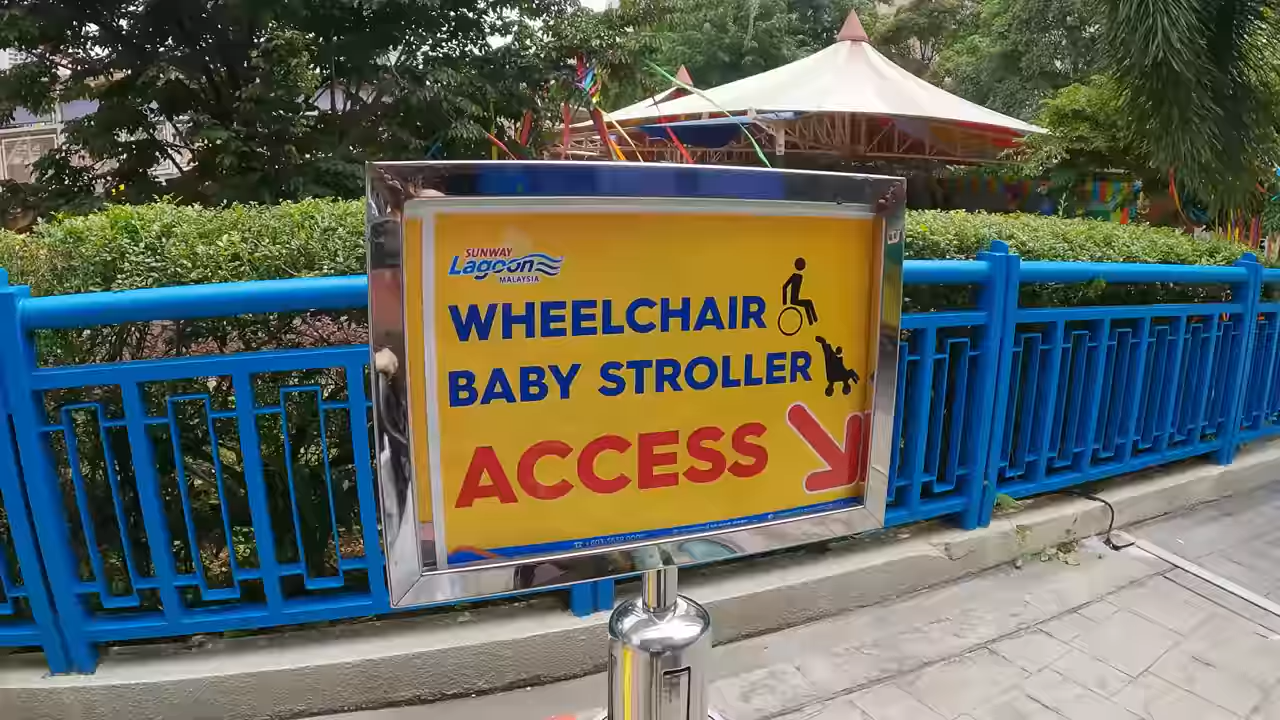 SUNWAY
Lagoon
MALAYSIA
WHEELCHAIR
BABY STROLLER
ACCESS